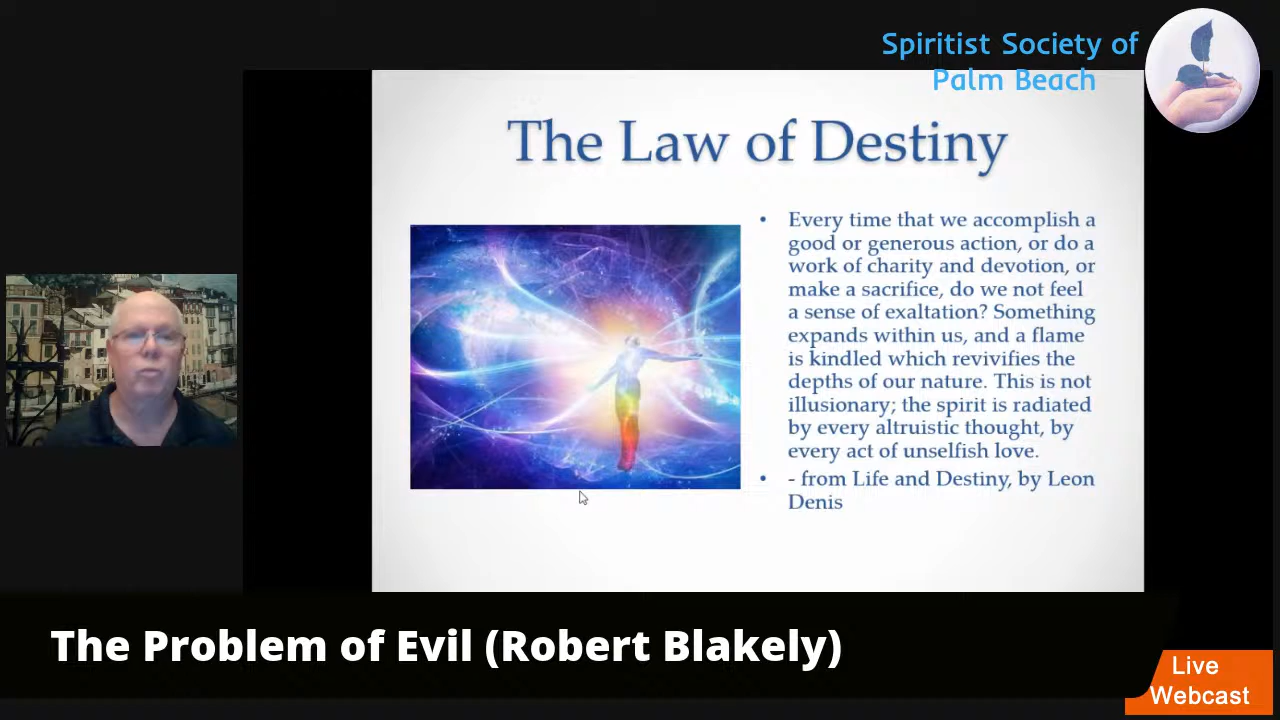 Spiritist Society of
Palm Beach
The Law of Destiny
• Every time that we accomplish a
good or generous action, or do a
work of charity and devotion, or
make a sacrifice, do we not feel
a sense of exaltation? Something
expands within us, and a flame
is kindled which revivifies the
depths of our nature. This is not
illusionary; the spirit is radiated
by every altruistic thought, by
every act of unselfish love.
• - from Life and Destiny, by Leon
Denis
The Problem of Evil (Robert Blakely)
Live
Webcast